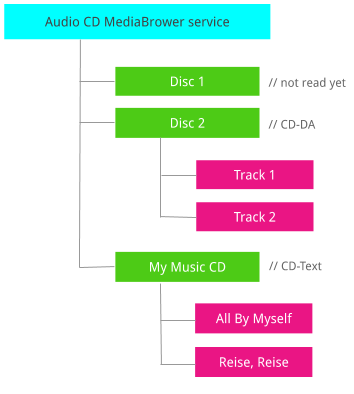 Audio CD MediaBrower service
Disc 1 // not read yet
Disc 2 // CD-DA
Track 1
Track 2
My Music CD // CD-Text
All By Myself
Reise, Reise